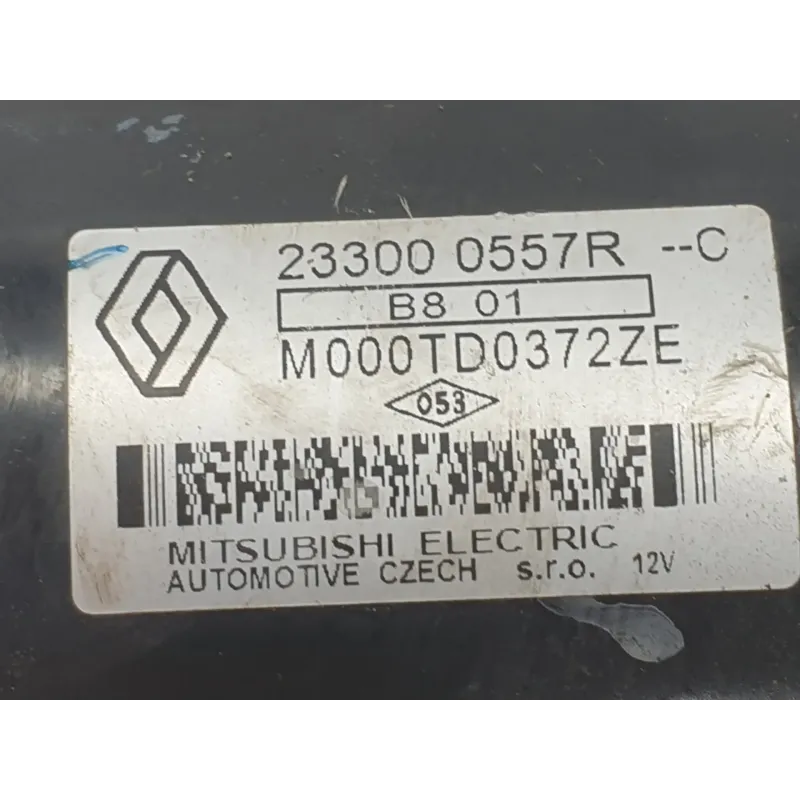 23300 0557R --C
B8 01
M000TD0372ZE
053
MITSUBISHI ELECTRIC
AUTOMOTIVE CZECH s.r.o. 12V